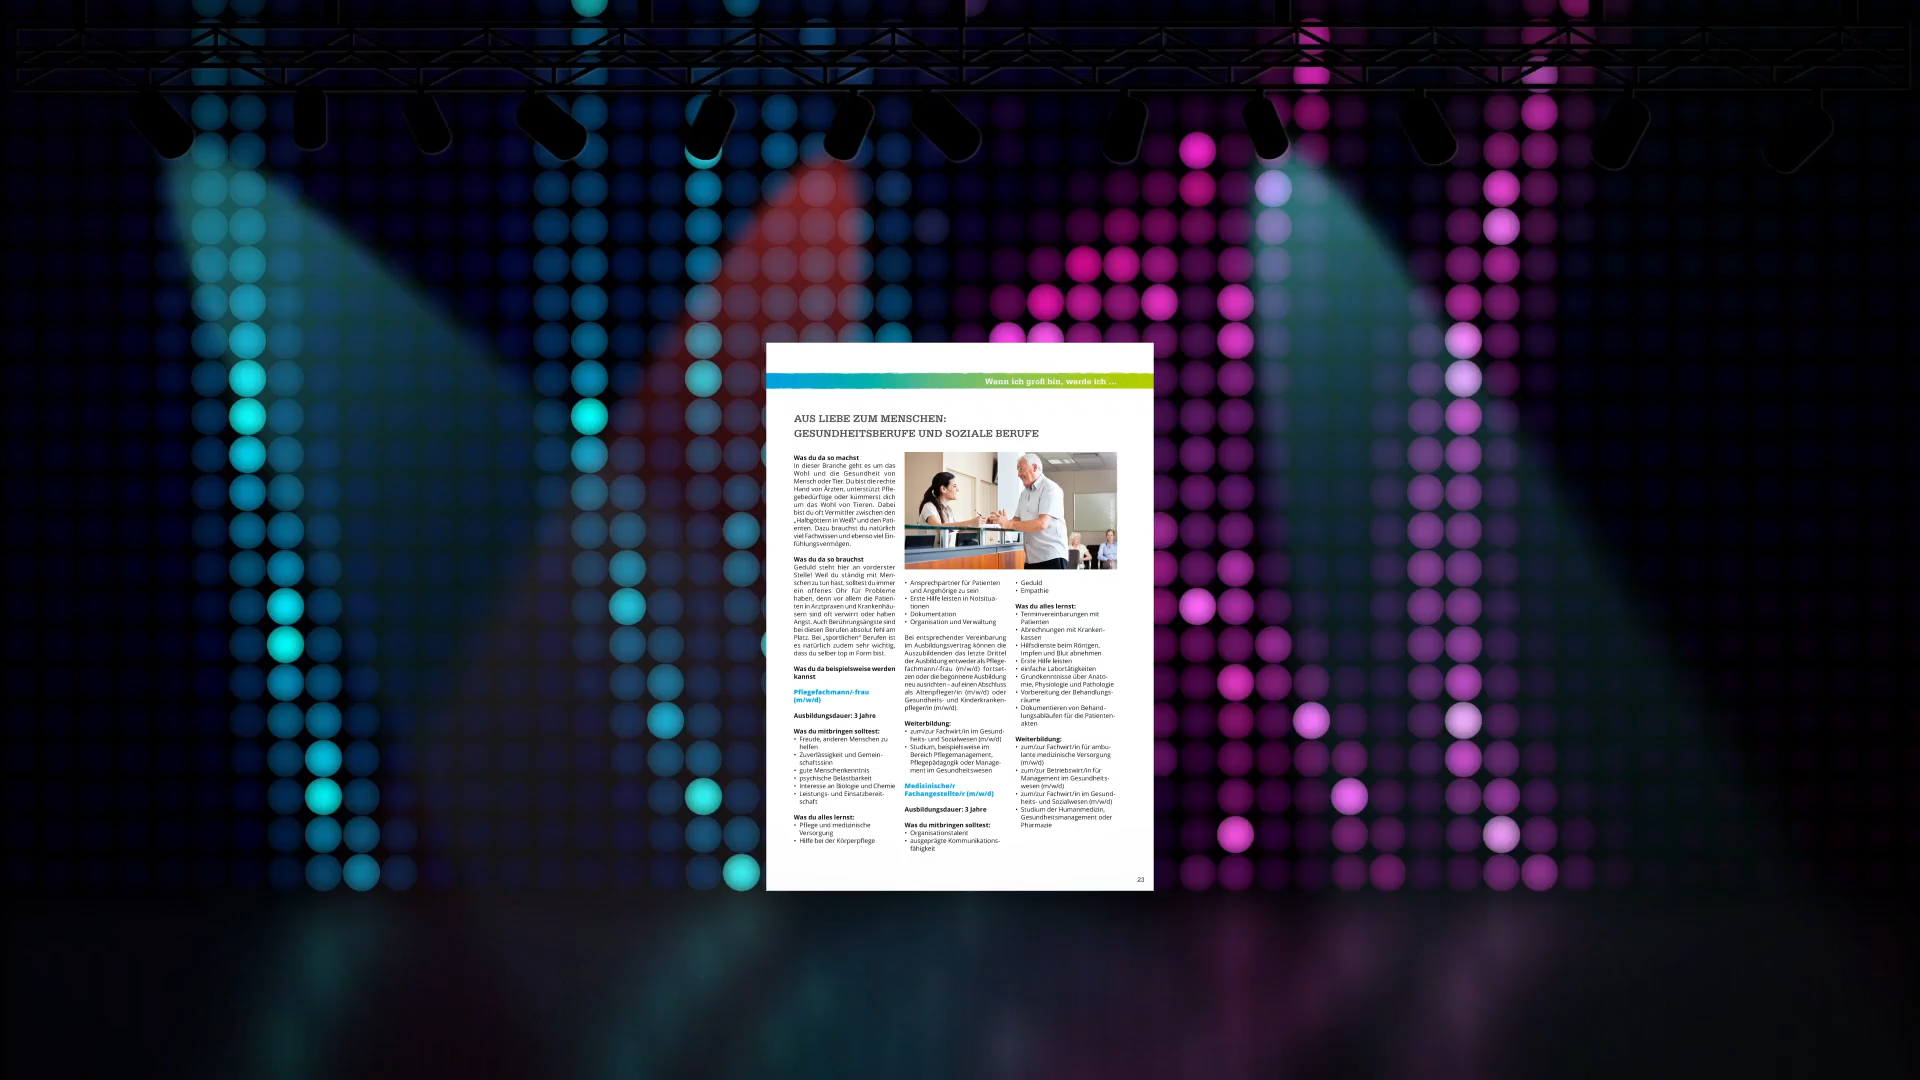 Wenn ich groß bin, werde ich ...
AUS LIEBE ZUM MENSCHEN:
GESUNDHEITSBERUFE UND SOZIALE BERUFE
Was du da so machst
In dieser Branche geht es um das
Wohl und die Gesundheit von
Mensch oder Tier. Du bist die rechte
Hand von Ärzten, unterstützt Pfle-
gebedürftige oder kümmerst dich
um das Wohl von Tieren. Dabei
bist du oft Vermittler zwischen den
„Halbgöttern in Weiß“ und den Pati-
enten. Dazu brauchst du natürlich
viel Fachwissen und ebenso viel Ein-
fühlungsvermögen.
Was du da so brauchst
Geduld steht hier an vorderster
Stelle! Weil du ständig mit Men-
schen zu tun hast, solltest du immer
ein offenes Ohr für Probleme
haben, denn vor allem die Patien-
ten in Arztpraxen und Krankenhäu-
sern sind oft verwirrt oder haben
Angst. Auch Berührungsängste sind
bei diesen Berufen absolut fehl am
Platz. Bei „sportlichen“ Berufen ist
es natürlich zudem sehr wichtig,
dass du selber top in Form bist.
Was du da beispielsweise werden
kannst
Pflegefachmann/-frau
(m/w/d)
Ausbildungsdauer: 3 Jahre
Was du mitbringen solltest:
• Freude, anderen Menschen zu
helfen
• Zuverlässigkeit und Gemein-
schaftssinn
• gute Menschenkenntnis
• psychische Belastbarkeit
• Interesse an Biologie und Chemie
• Leistungs- und Einsatzbereit-
schaft
Was du alles lernst:
• Pflege und medizinische
Versorgung
• Hilfe bei der Körperpflege
• Ansprechpartner für Patienten
und Angehörige zu sein
• Erste Hilfe leisten in Notsitua-
tionen
• Dokumentation
• Organisation und Verwaltung
Bei entsprechender Vereinbarung
im Ausbildungsvertrag können die
Auszubildenden das letzte Drittel
der Ausbildung entweder als Pflege-
fachmann/-frau (m/w/d) fortset-
zen oder die begonnene Ausbildung
neu ausrichten – auf einen Abschluss
als Altenpfleger/in (m/w/d) oder
Gesundheits- und Kinderkranken-
pfleger/in (m/w/d).
Weiterbildung:
• zum/zur Fachwirt/in im Gesund-
heits- und Sozialwesen (m/w/d)
• Studium, beispielsweise im
Bereich Pflegemanagement,
Pflegepädagogik oder Manage-
ment im Gesundheitswesen
Medizinische/r
Fachangestellte/r (m/w/d)
Ausbildungsdauer: 3 Jahre
Was du mitbringen solltest:
• Organisationstalent
• ausgeprägte Kommunikations-
fähigkeit
• Geduld
• Empathie
Was du alles lernst:
• Terminvereinbarungen mit
Patienten
• Abrechnungen mit Kranken-
kassen
• Hilfsdienste beim Röntgen,
Impfen und Blut abnehmen
• Erste Hilfe leisten
• einfache Labortätigkeiten
• Grundkenntnisse über Anato-
mie, Physiologie und Pathologie
• Vorbereitung der Behandlungs-
räume
• Dokumentieren von Behand-
lungsabläufen für die Patienten-
akten
Weiterbildung:
• zum/zur Fachwirt/in für ambu-
lante medizinische Versorgung
(m/w/d)
• zum/zur Betriebswirt/in für
Management im Gesundheits-
wesen (m/w/d)
• zum/zur Fachwirt/in im Gesund-
heits- und Sozialwesen (m/w/d)
• Studium der Humanmedizin,
Gesundheitsmanagement oder
Pharmazie
23